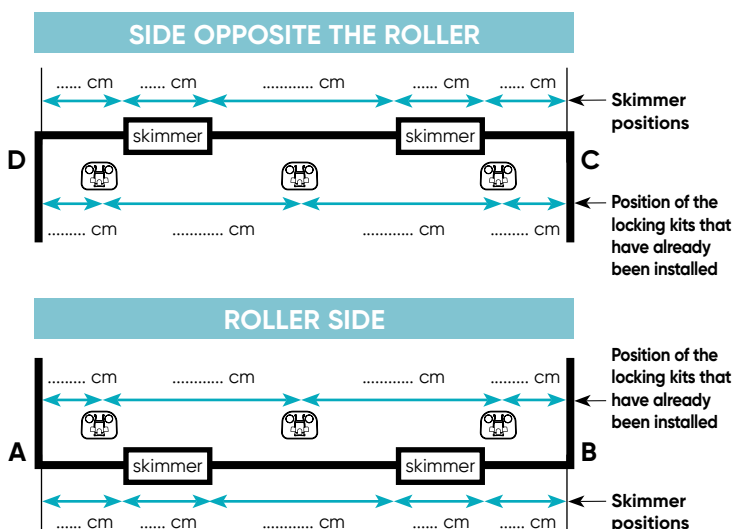 SIDE OPPOSITE THE ROLLER
...... cm ...... cm ............ cm ...... cm ...... cm
Skimmer
positions
skimmer skimmer
D C
Position of the
locking kits that
have already
been installed
......... cm ............ cm ............ cm ......... cm
ROLLER SIDE
Position of the
locking kits that
have already
been installed
......... cm ............ cm ............ cm ......... cm
A B
skimmer skimmer
Skimmer
positions
...... cm ...... cm ............ cm ...... cm ...... cm